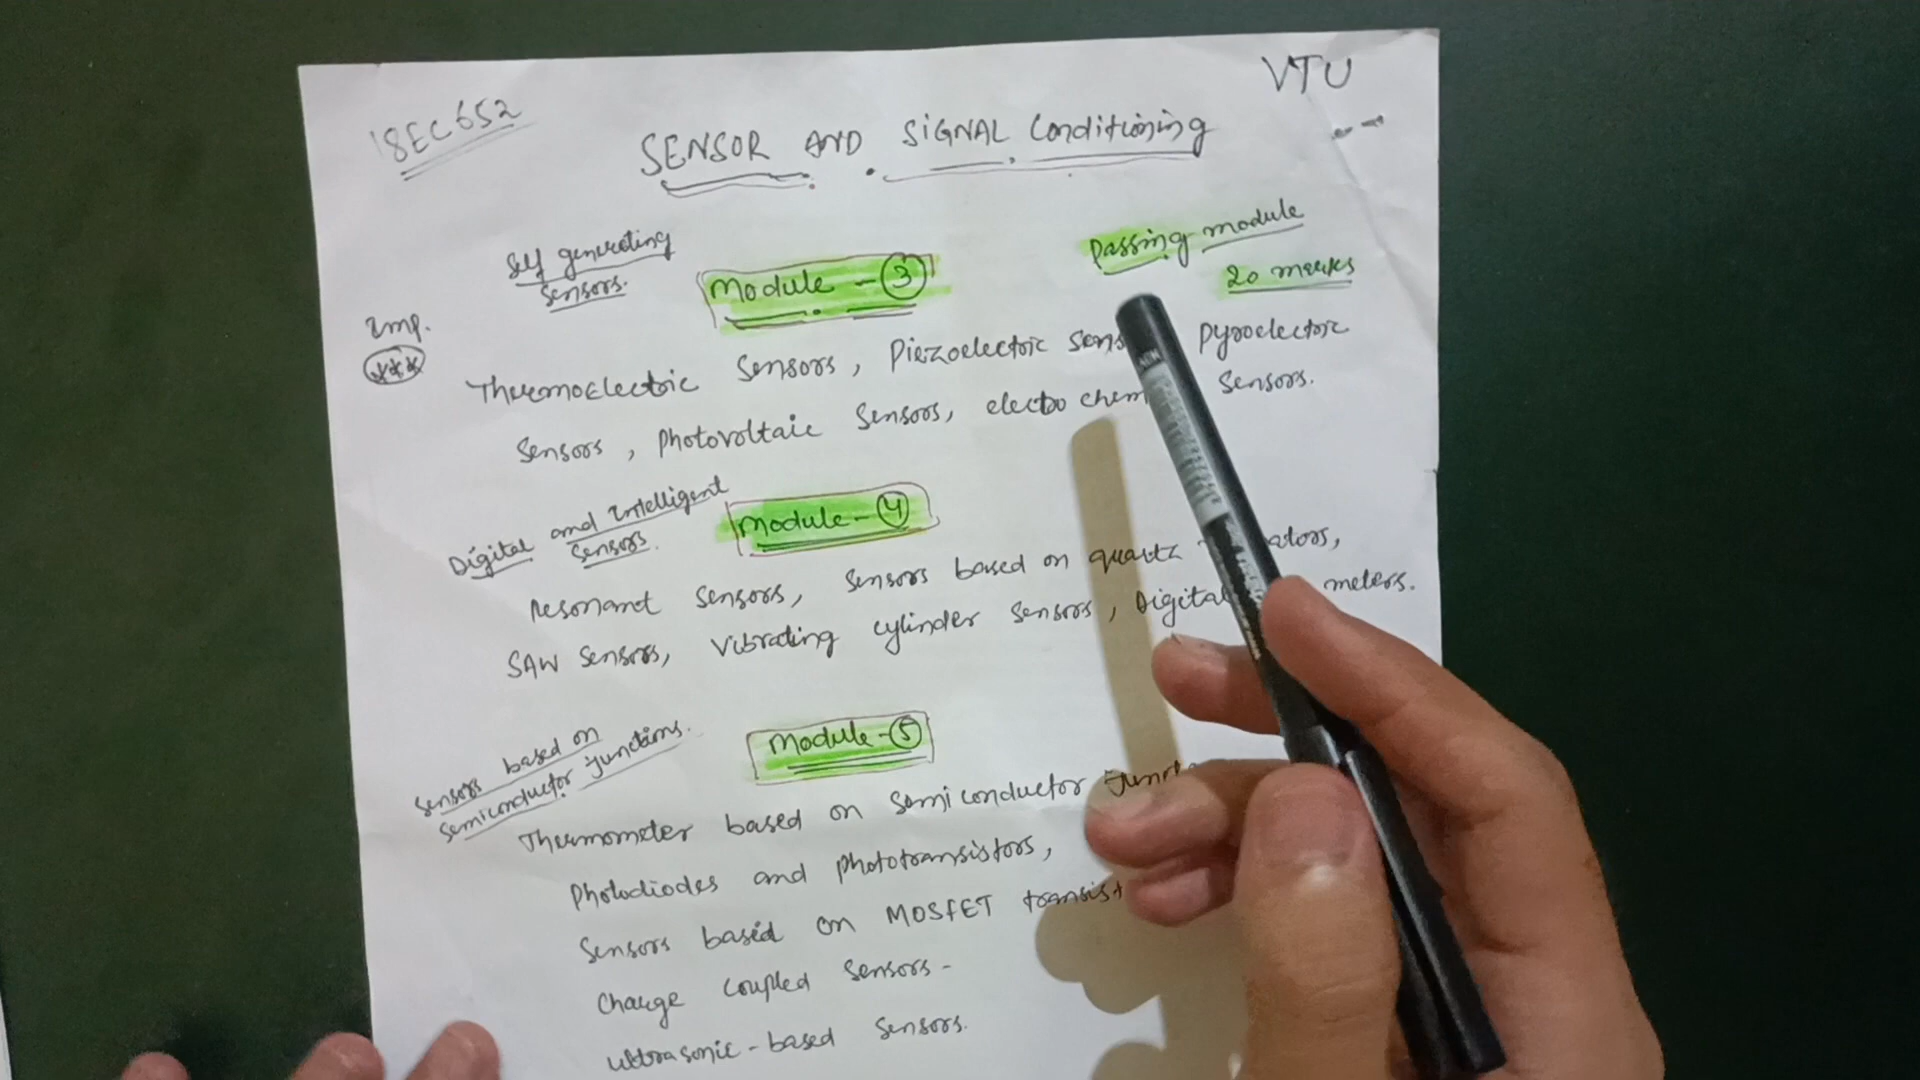 VTU
18EC652
SENSOR AND SIGNAL Conditioning
Self generating
Sensors.
Module - 3
Passing module
20 marks
Imp.
***
Thermoelectric Sensors, Piezoelectric Pyroelectric
Sensors, Photovoltaic Sensors, electro Sensors.
Digital and Intelligent
Sensors.
Module - 4
Resonant Sensors, Sensors based on quartz
SAW Sensors, Vibrating cylinder Sensors, Digital meters.
Sensors based on
Semiconductor junctions.
Module - 5
Thermometer based on Semiconductor
Photodiodes and Phototransistors,
Sensors based on MOSFET
Charge Coupled Sensors -
ultrasonic - based Sensors.